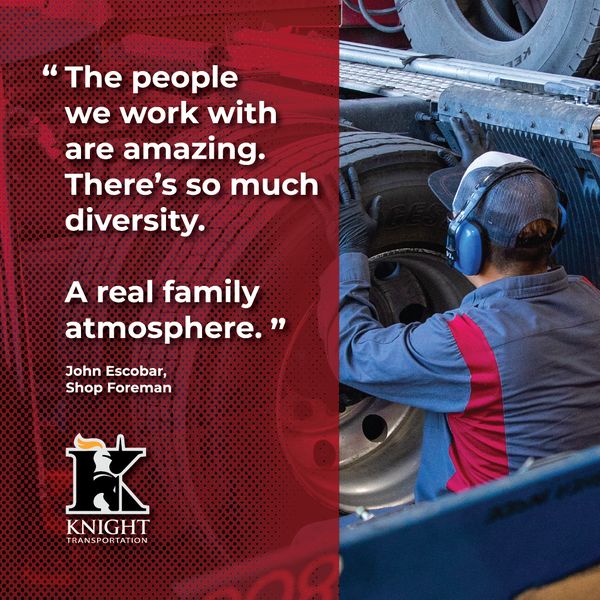 “ The people
we work with
are amazing.
There’s so much
diversity.
A real family
atmosphere. ”
John Escobar,
Shop Foreman
K
KNIGHT
TRANSPORTATION